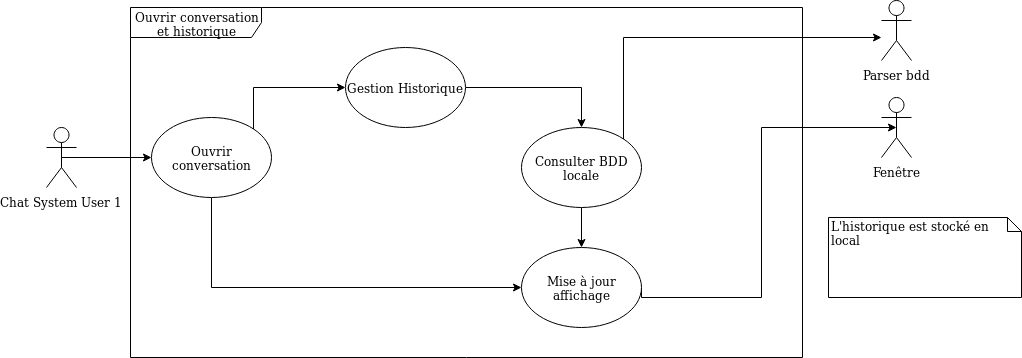 Ouvrir conversation
et historique
Parser bdd
Gestion Historique
Ouvrir
conversation
Consulter BDD
locale
Fenêtre
Chat System User 1
L'historique est stocké en
local
Mise à jour
affichage